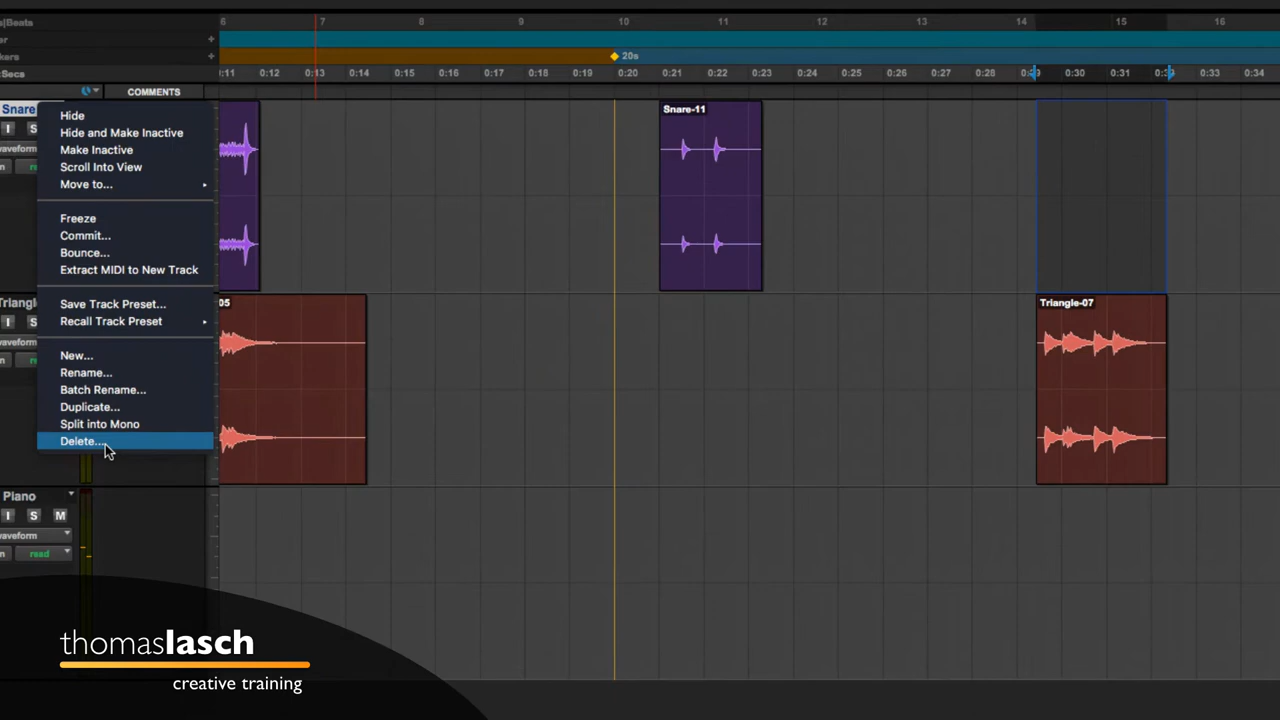 s|Beats
6 7 8 9 10 11 12 13 14 15 16
er +
kers + 20s
:Secs
0:11 0:12 0:13 0:14 0:15 0:16 0:17 0:18 0:19 0:20 0:21 0:22 0:23 0:24 0:25 0:26 0:27 0:28 0:30 0:31 0:33 0:34
COMMENTS
Snare
I S
waveform
n re
Hide
Hide and Make Inactive
Make Inactive
Scroll Into View
Move to...
Freeze
Commit...
Bounce...
Extract MIDI to New Track
Save Track Preset...
Recall Track Preset
New...
Rename...
Batch Rename...
Duplicate...
Split into Mono
Delete...
Snare-11
Triangl
I S
waveform
n re
05
Triangle-07
Piano
I S M
waveform
n read
thomaslasch
creative training